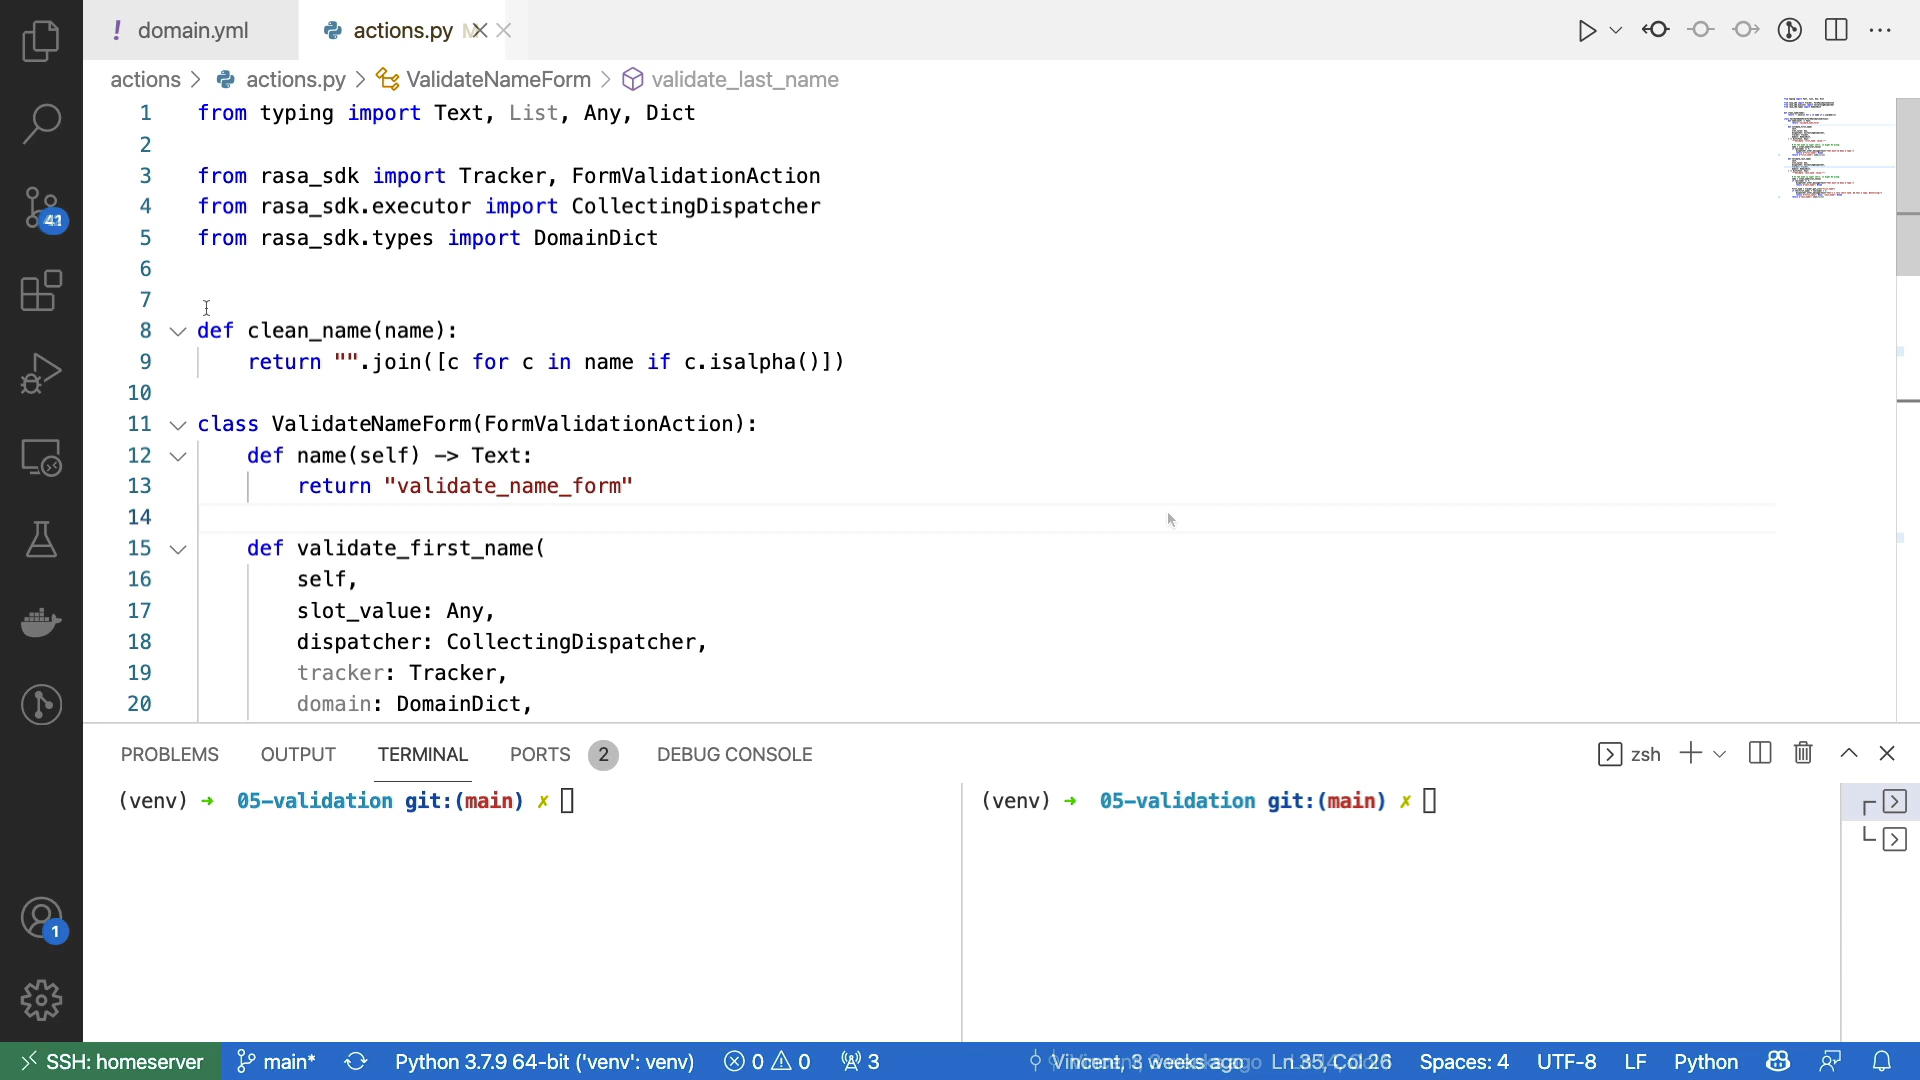 ! domain.yml
actions.py
actions > actions.py > ValidateNameForm > validate_last_name
1 from typing import Text, List, Any, Dict
2
3 from rasa_sdk import Tracker, FormValidationAction
4 from rasa_sdk.executor import CollectingDispatcher
5 from rasa_sdk.types import DomainDict
6
7
8 def clean_name(name):
9 return "".join([c for c in name if c.isalpha()])
10
11 class ValidateNameForm(FormValidationAction):
12 def name(self) -> Text:
13 return "validate_name_form"
14
15 def validate_first_name(
16 self,
17 slot_value: Any,
18 dispatcher: CollectingDispatcher,
19 tracker: Tracker,
20 domain: DomainDict,
41
1
PROBLEMS OUTPUT TERMINAL PORTS 2 DEBUG CONSOLE
zsh
(venv) → 05-validation git:(main) ✗
(venv) → 05-validation git:(main) ✗
SSH: homeserver main* Python 3.7.9 64-bit ('venv': venv) 0 0 3 Vincent, 3 weeks ago Spaces: 4 UTF-8 LF Python